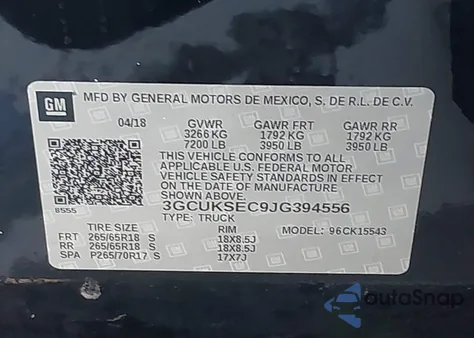 GM MFD BY GENERAL MOTORS DE MEXICO, S. DE R.L. DE C.V.
04/18 GVWR GAWR FRT GAWR RR
3266 KG 1792 KG 1792 KG
7200 LB 3950 LB 3950 LB
THIS VEHICLE CONFORMS TO ALL
APPLICABLE U.S. FEDERAL MOTOR
VEHICLE SAFETY STANDARDS IN
EFFECT ON THE DATE OF MANUFACTURE
SHOWN ABOVE.
8555
3GCUKSEC9JG394556
TYPE: TRUCK
TIRE SIZE RIM MODEL: 96CK15543
FRT 265/65R18 S 18X8.5J
RR 265/65R18 S 18X8.5J
SPA P265/70R17 S 17X7J
autoSnap